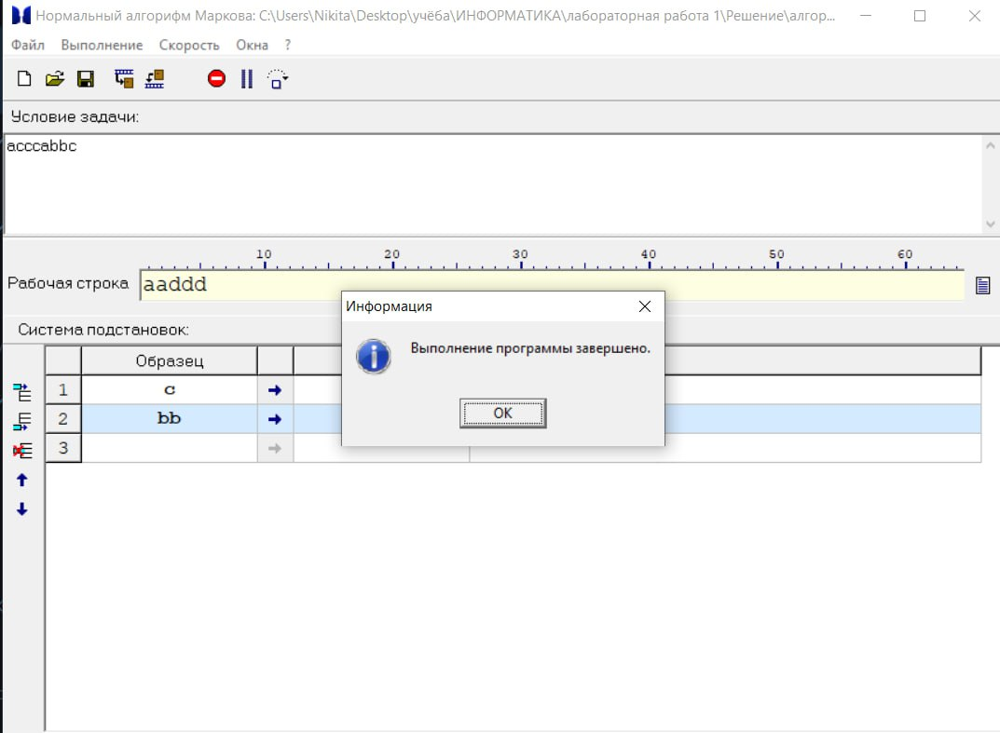 Нормальный алгорифм Маркова: C:\Users\Nikita\Desktop\учёба\ИНФОРМАТИКА\лабораторная работа 1\Решение\алгор...
Файл Выполнение Скорость Окна ?
Условие задачи:
acccabbc
10 20 30 40 50 60
Рабочая строка aaddd
Информация
Выполнение программы завершено.
OK
Система подстановок:
Образец
1 c
2 bb
3